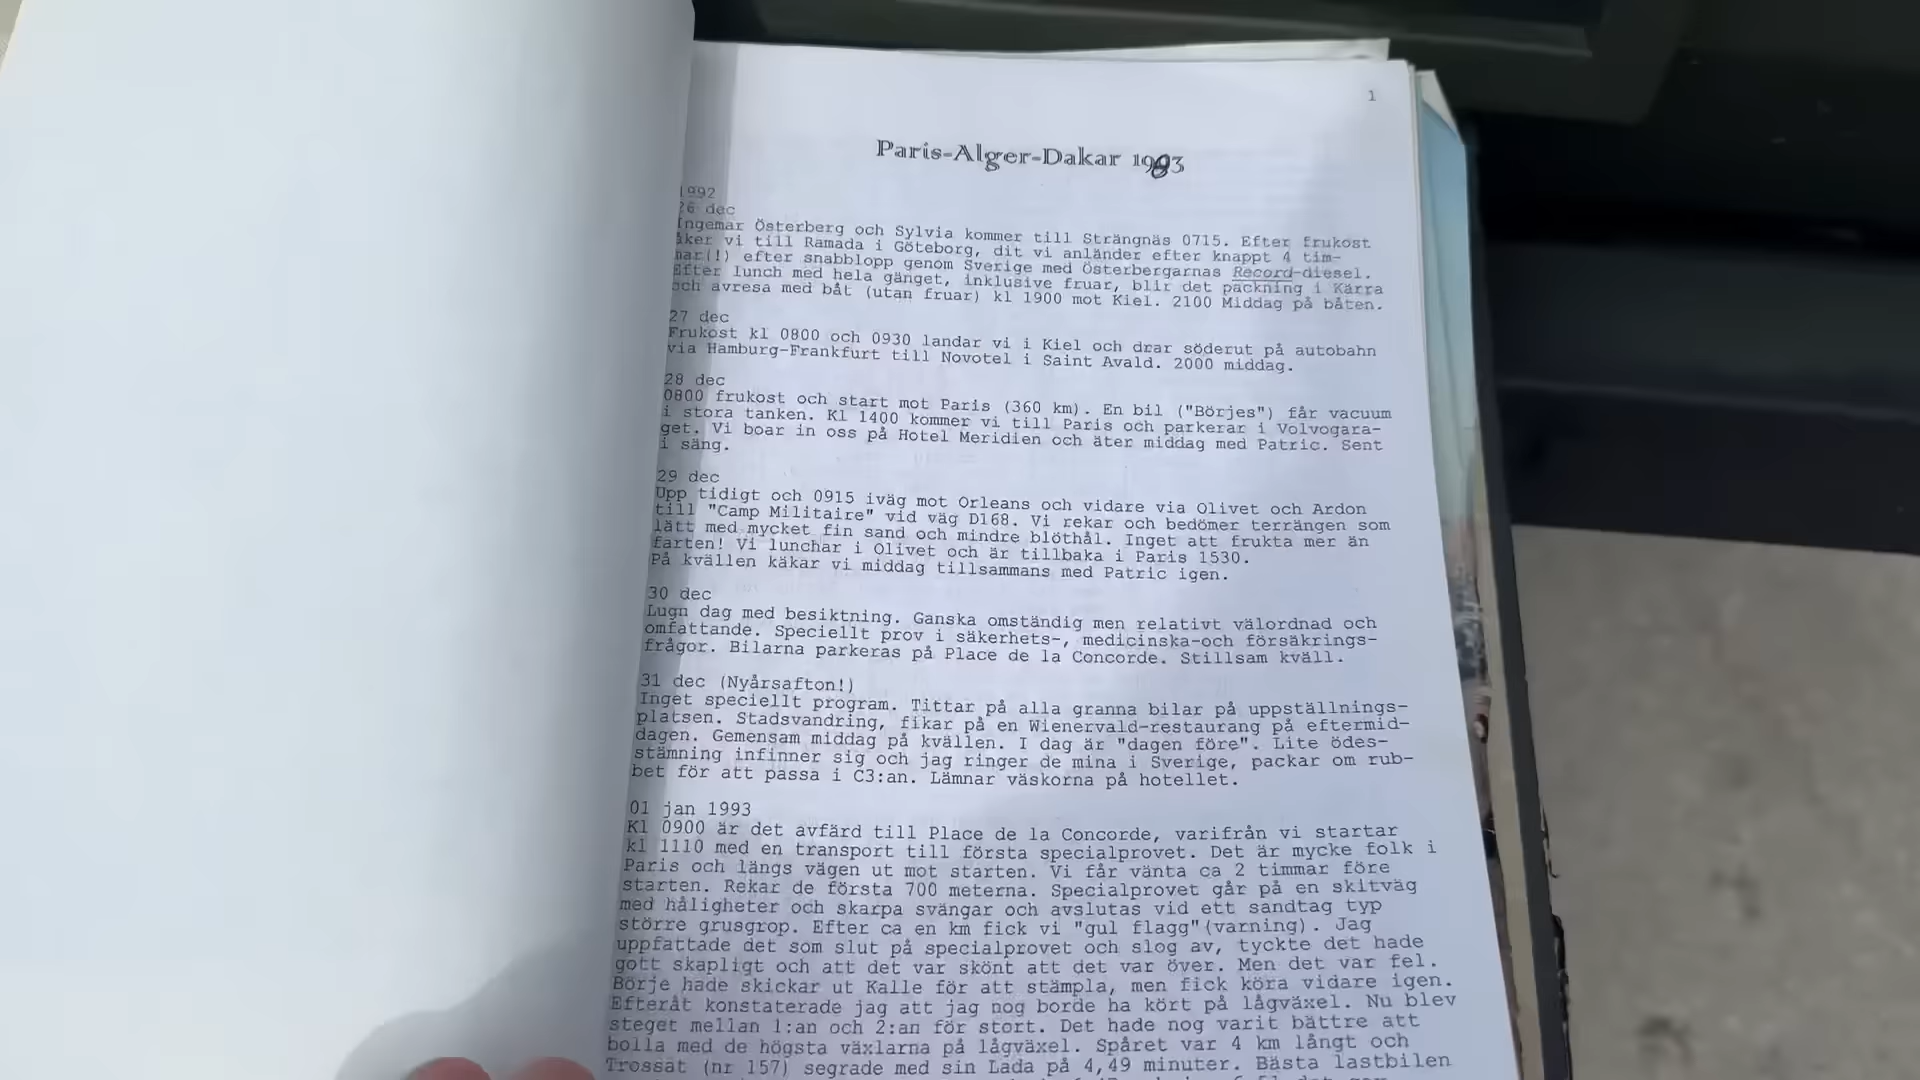 1
Paris-Alger-Dakar 1983
1992
26 dec
Ingemar Österberg och Sylvia kommer till Strängnäs 0715. Efter frukost
åker vi till Ramada i Göteborg, dit vi anländer efter knappt 4 tim-
mar(!) efter snabblopp genom Sverige med Österbergarnas Record-diesel.
Efter lunch med hela gänget, inklusive fruar, blir det packning i Kärra
och avresa med båt (utan fruar) kl 1900 mot Kiel. 2100 Middag på båten.
27 dec
Frukost kl 0800 och 0930 landar vi i Kiel och drar söderut på autobahn
via Hamburg-Frankfurt till Novotel i Saint Avald. 2000 middag.
28 dec
0800 frukost och start mot Paris (360 km). En bil ("Börjes") får vacuum
i stora tanken. Kl 1400 kommer vi till Paris och parkerar i Volvogara-
get. Vi boar in oss på Hotel Meridien och äter middag med Patric. Sent
i säng.
29 dec
Upp tidigt och 0915 iväg mot Orleans och vidare via Olivet och Ardon
till "Camp Militaire" vid väg D168. Vi rekar och bedömer terrängen som
lätt med mycket fin sand och mindre blöthål. Inget att frukta mer än
farten! Vi lunchar i Olivet och är tillbaka i Paris 1530.
På kvällen käkar vi middag tillsammans med Patric igen.
30 dec
Lugn dag med besiktning. Ganska omständig men relativt välordnad och
omfattande. Speciellt prov i säkerhets-, medicinska-och försäkrings-
frågor. Bilarna parkeras på Place de la Concorde. Stillsam kväll.
31 dec (Nyårsafton!)
Inget speciellt program. Tittar på alla granna bilar på uppställnings-
platsen. Stadsvandring, fikar på en Wienervald-restaurang på eftermid-
dagen. Gemensam middag på kvällen. I dag är "dagen före". Lite ödes-
stämning infinner sig och jag ringer de mina i Sverige, packar om rub-
bet för att passa i C3:an. Lämnar väskorna på hotellet.
01 jan 1993
Kl 0900 är det avfärd till Place de la Concorde, varifrån vi startar
kl 1110 med en transport till första specialprovet. Det är mycke folk i
Paris och längs vägen ut mot starten. Vi får vänta ca 2 timmar före
starten. Rekar de första 700 meterna. Specialprovet går på en skitväg
med håligheter och skarpa svängar och avslutas vid ett sandtag typ
större grusgrop. Efter ca en km fick vi "gul flagg"(varning). Jag
uppfattade det som slut på specialprovet och slog av, tyckte det hade
gott skapligt och att det var skönt att det var över. Men det var fel.
Börje hade skickar ut Kalle för att stämpla, men fick köra vidare igen.
Efteråt konstaterade jag att jag nog borde ha kört på lågväxel. Nu blev
steget mellan 1:an och 2:an för stort. Det hade nog varit bättre att
bolla med de högsta växlarna på lågväxel. Spåret var 4 km långt och
Trossat (nr 157) segrade med sin Lada på 4,49 minuter. Bästa lastbilen